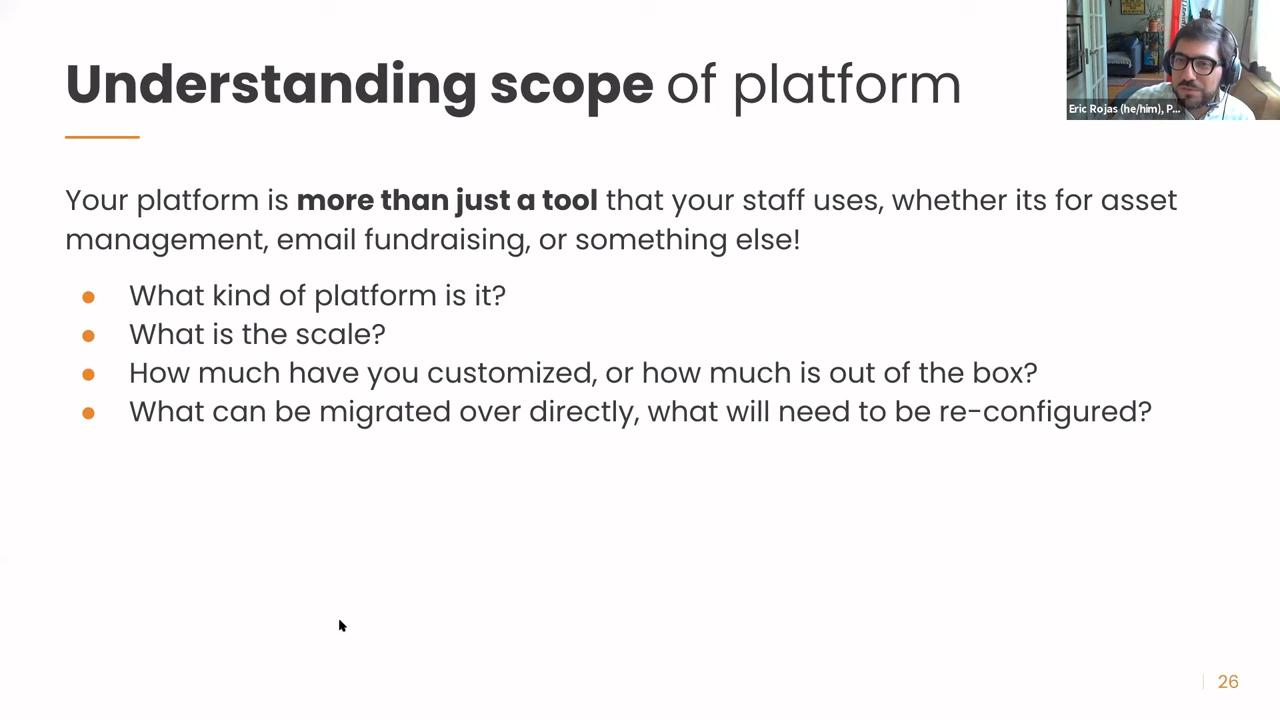 Understanding scope of platform
Eric Rojas (he/him), P...
Your platform is more than just a tool that your staff uses, whether its for asset
management, email fundraising, or something else!
● What kind of platform is it?
● What is the scale?
● How much have you customized, or how much is out of the box?
● What can be migrated over directly, what will need to be re-configured?
26